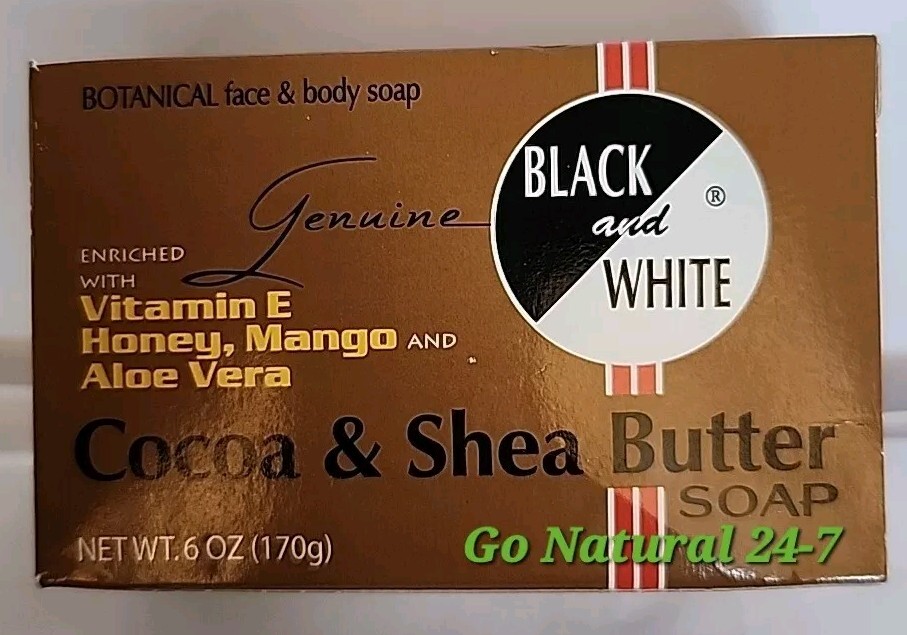 BOTANICAL face & body soap
Genuine
BLACK
and
®
WHITE
ENRICHED
WITH
Vitamin E
Honey, Mango AND
Aloe Vera
Cocoa & Shea Butter
SOAP
NET WT. 6 OZ (170g)
Go Natural 24-7